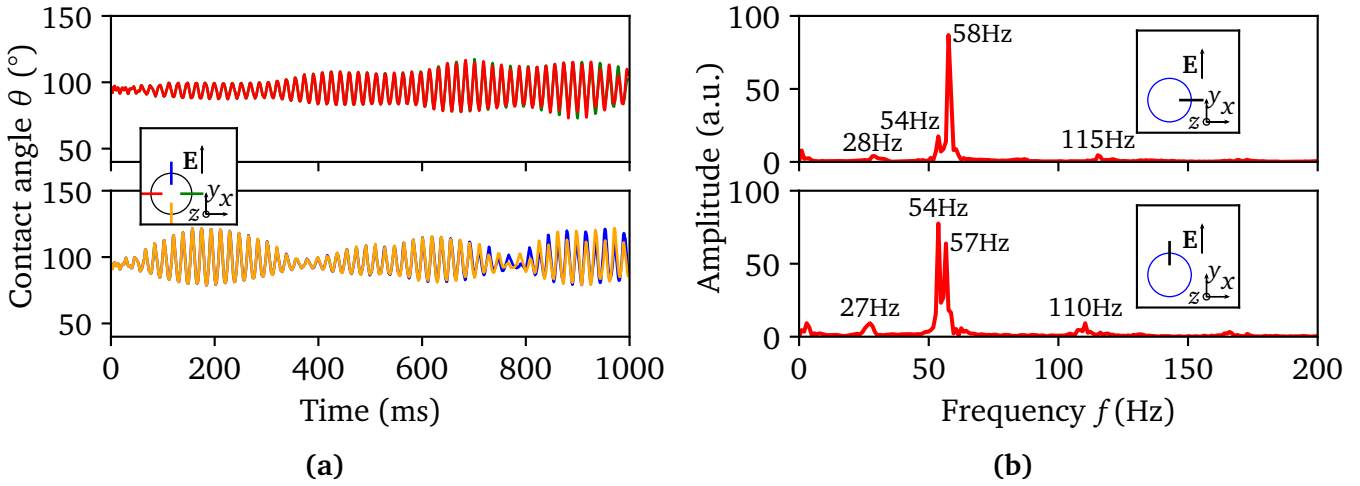 150
100
50
150
100
50
0 200 400 600 800 1000
Contact angle θ (°)
Time (ms)
E
y
x
z
(a)
100
50
0
100
50
0
0 50 100 150 200
Amplitude (a.u.)
Frequency f (Hz)
58Hz
54Hz
28Hz
115Hz
E
y
x
z
54Hz
57Hz
27Hz
110Hz
E
y
x
z
(b)